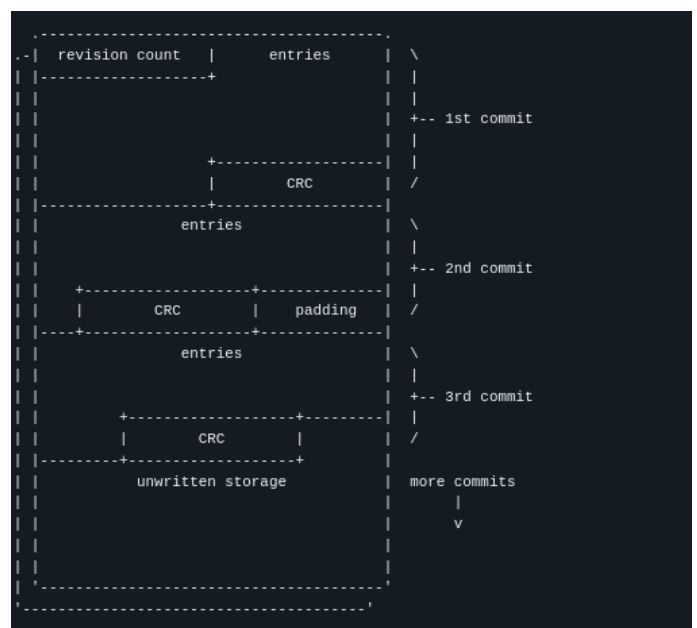 revision count | entries
1st commit
CRC
entries
2nd commit
CRC | padding
entries
3rd commit
CRC
unwritten storage more commits
v